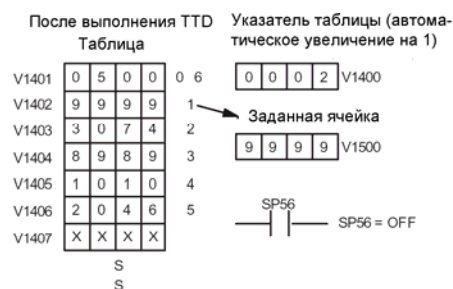 После выполнения TTD
Таблица
Указатель таблицы (автома-
тическое увеличение на 1)
V1401 0 5 0 0 0 6
V1402 9 9 9 9 1
V1403 3 0 7 4 2
V1404 8 9 8 9 3
V1405 1 0 1 0 4
V1406 2 0 4 6 5
V1407 X X X X
S
S
0 0 0 2 V1400
Заданная ячейка
9 9 9 9 V1500
SP56
SP56 = OFF